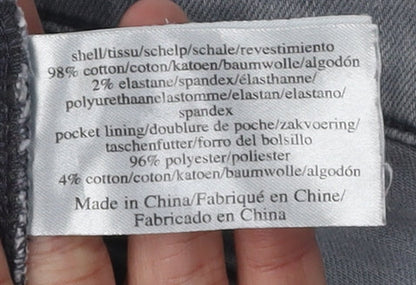 shell/tissu/schelp/schale/revestimiento
98% cotton/coton/katoen/baumwolle/algodón
2% elastane/spandex/élasthanne/
polyurethaanelastomme/elastan/elastano/
spandex
pocket lining/doublure de poche/zakvoering/
taschenfutter/forro del bolsillo
96% polyester/poliester
4% cotton/coton/katoen/baumwolle/algodón
Made in China/Fabriqué en Chine/
Fabricado en China